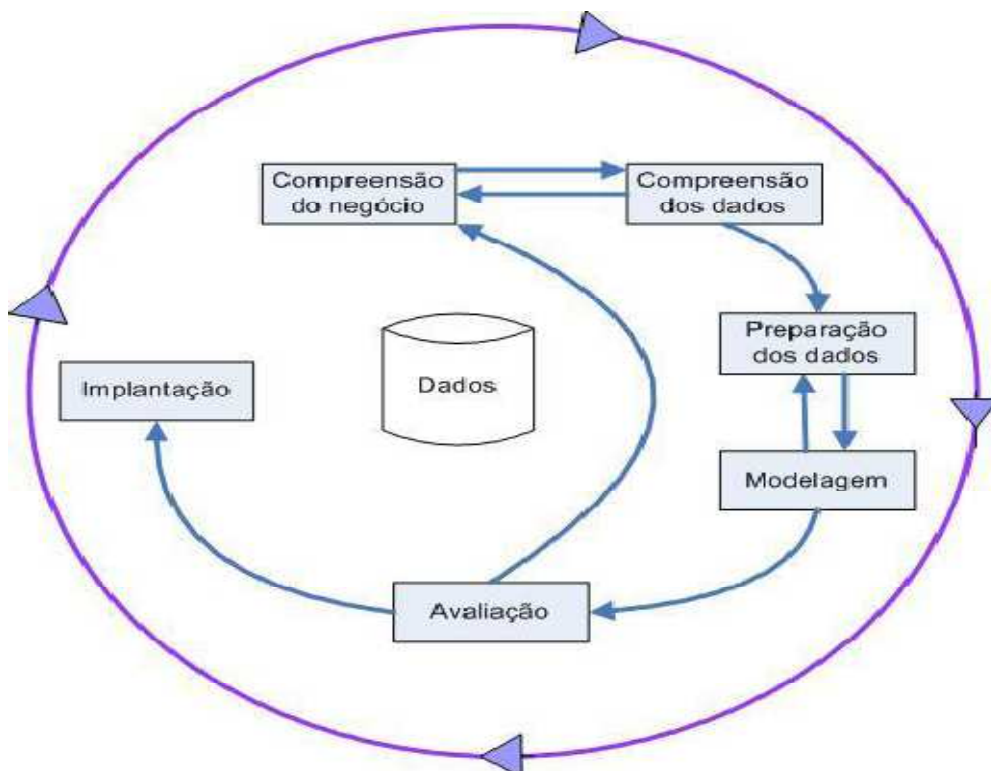 Compreensão
do negócio
Compreensão
dos dados
Preparação
dos dados
Dados
Implantação
Modelagem
Avaliação